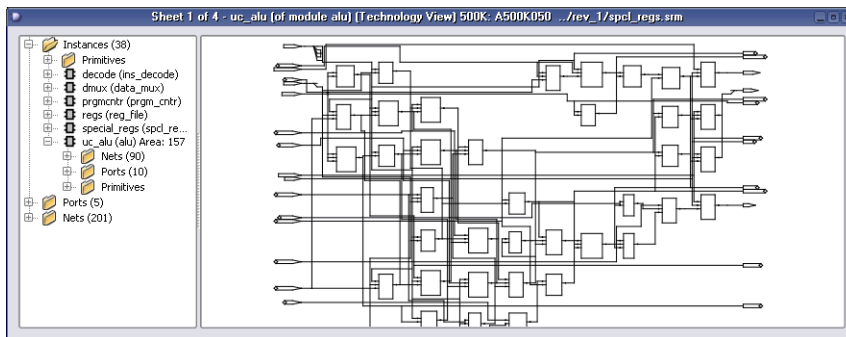 Sheet 1 of 4 - uc_alu (of module alu) (Technology View) 500K: A500K050 ../rev_1/spcl_regs.srm
Instances (38)
Primitives
decode (ins_decode)
dmux (data_mux)
prgmcntr (prgm_cntr)
regs (reg_file)
special_regs (spcl_re...
uc_alu (alu) Area: 157
Nets (90)
Ports (10)
Primitives
Ports (5)
Nets (201)